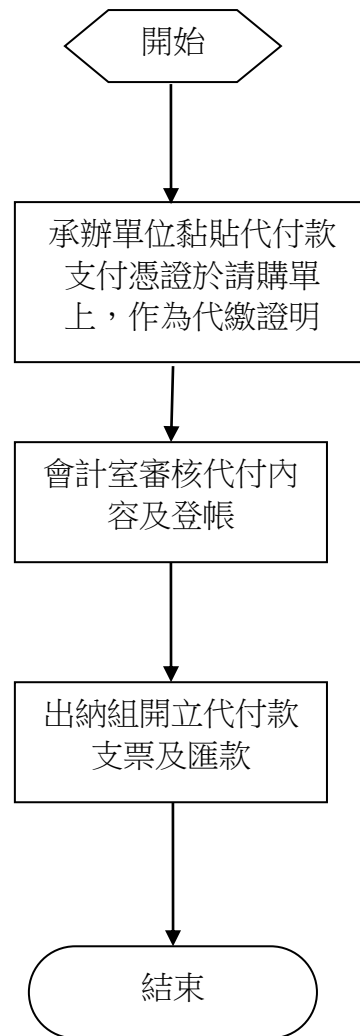 開始
承辦單位黏貼代付款
支付憑證於請購單
上，作為代繳證明
會計室審核代付內
容及登帳
出納組開立代付款
支票及匯款
結束